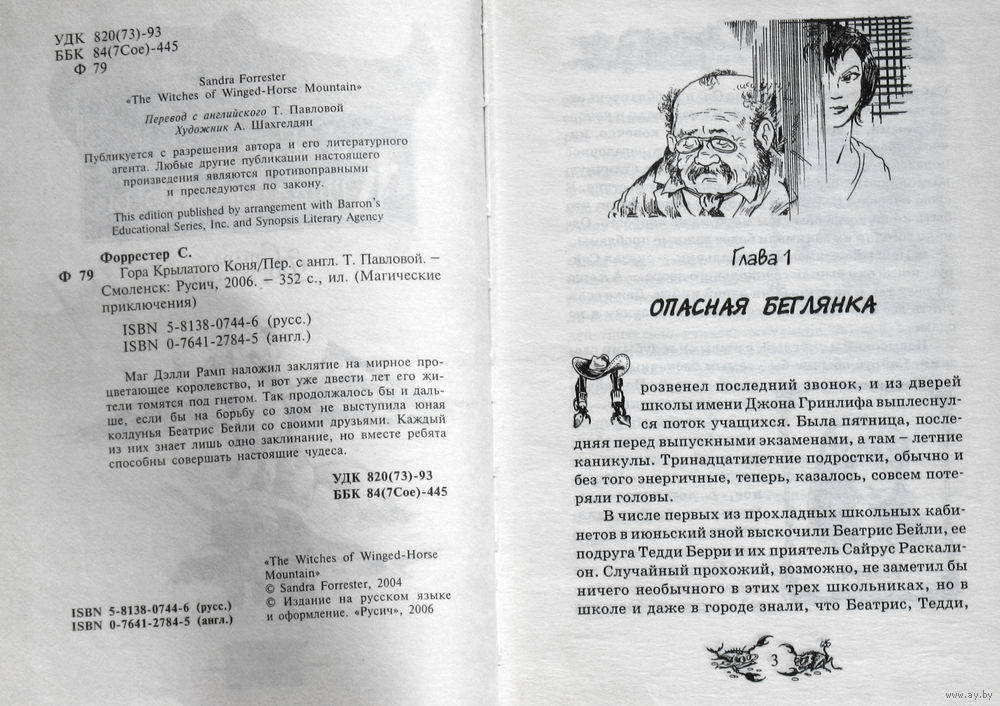 УДК 820(73)-93
ББК 84(7Сое)-445
Ф 79
Sandra Forrester
«The Witches of Winged-Horse Mountain»
Перевод с английского Т. Павловой
Художник А. Шахгелдян
Публикуется с разрешения автора и его литературного
агента. Любые другие публикации настоящего
произведения являются противоправными
и преследуются по закону.
This edition published by arrangement with Barron's
Educational Series, Inc. and Synopsis Literary Agency
Форрестер С.
Ф 79 Гора Крылатого Коня/Пер. с англ. Т. Павловой. –
Смоленск: Русич, 2006. – 352 с., ил. (Магические
приключения)
ISBN 5-8138-0744-6 (русс.)
ISBN 0-7641-2784-5 (англ.)
Маг Дэлли Рамп наложил заклятие на мирное про-
цветающее королевство, и вот уже двести лет его жи-
тели томятся под гнетом. Так продолжалось бы и даль-
ше, если бы на борьбу со злом не выступила юная
колдунья Беатрис Бейли со своими друзьями. Каждый
из них знает лишь одно заклинание, но вместе ребята
способны совершать настоящие чудеса.
УДК 820(73)-93
ББК 84(7Сое)-445
«The Witches of Winged-Horse
Mountain»
© Sandra Forrester, 2004
© Издание на русском языке
и оформление. «Русич», 2006
ISBN 5-8138-0744-6 (русс.)
ISBN 0-7641-2784-5 (англ.)
Глава 1
ОПАСНАЯ БЕГЛЯНКА
Прозвенел последний звонок, и из дверей
школы имени Джона Гринлифа выплеснул-
ся поток учащихся. Была пятница, после-
дняя перед выпускными экзаменами, а там – летние
каникулы. Тринадцатилетние подростки, обычно и
без того энергичные, теперь, казалось, совсем поте-
ряли головы.
В числе первых из прохладных школьных каби-
нетов в июньский зной выскочили Беатрис Бейли, ее
подруга Тедди Берри и их приятель Сайрус Раскали-
он. Случайный прохожий, возможно, не заметил бы
ничего необычного в этих трех школьниках, но в
школе и даже в городе знали, что Беатрис, Тедди,
3
www.ay.by